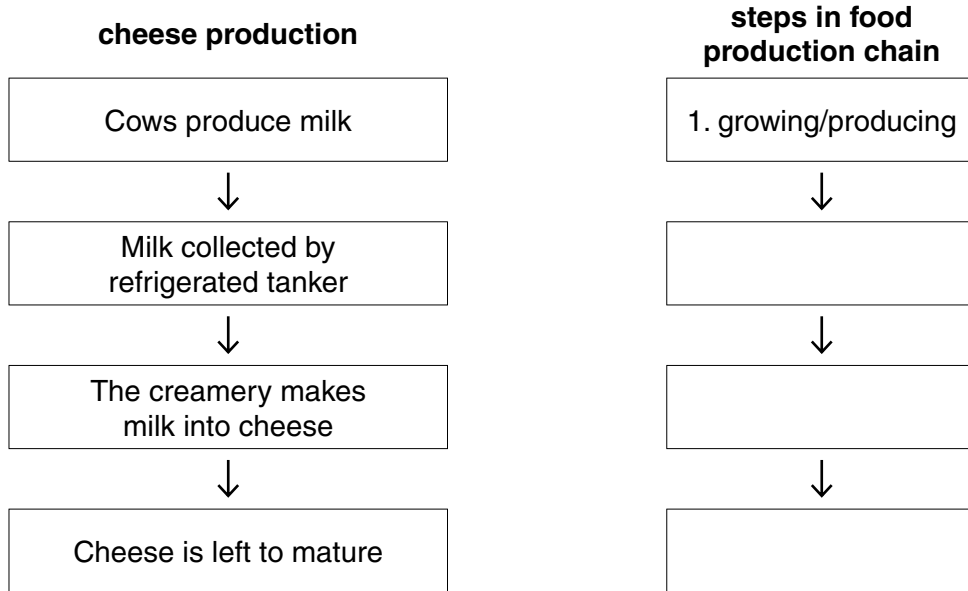 cheese production
steps in food
production chain
Cows produce milk
1. growing/producing
Milk collected by
refrigerated tanker
The creamery makes
milk into cheese
Cheese is left to mature